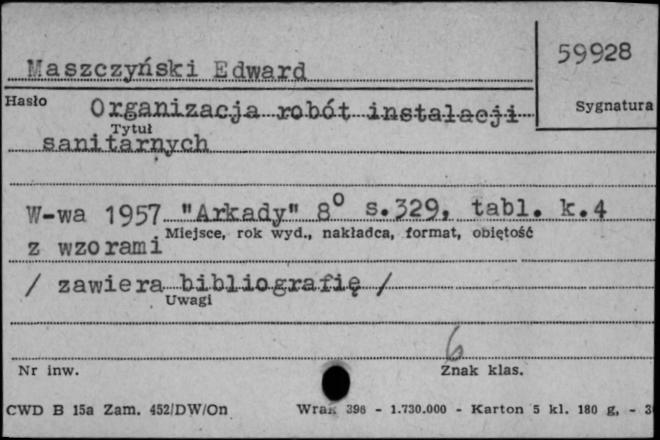 59928
Maszczyński Edward
Hasło
Sygnatura
Organizacja robót instalacji
Tytuł
sanitarnych
W-wa 1957 "Arkady" 8° s.329, tabl. k.4
Miejsce, rok wyd., nakładca, format, objętość
z wzorami
/ zawiera bibliografię /
Uwagi
6
Nr inw.
Znak klas.
CWD B 15a Zam. 452/DW/On
396 - 1.730.000 - Karton 5 kl. 180 g, -